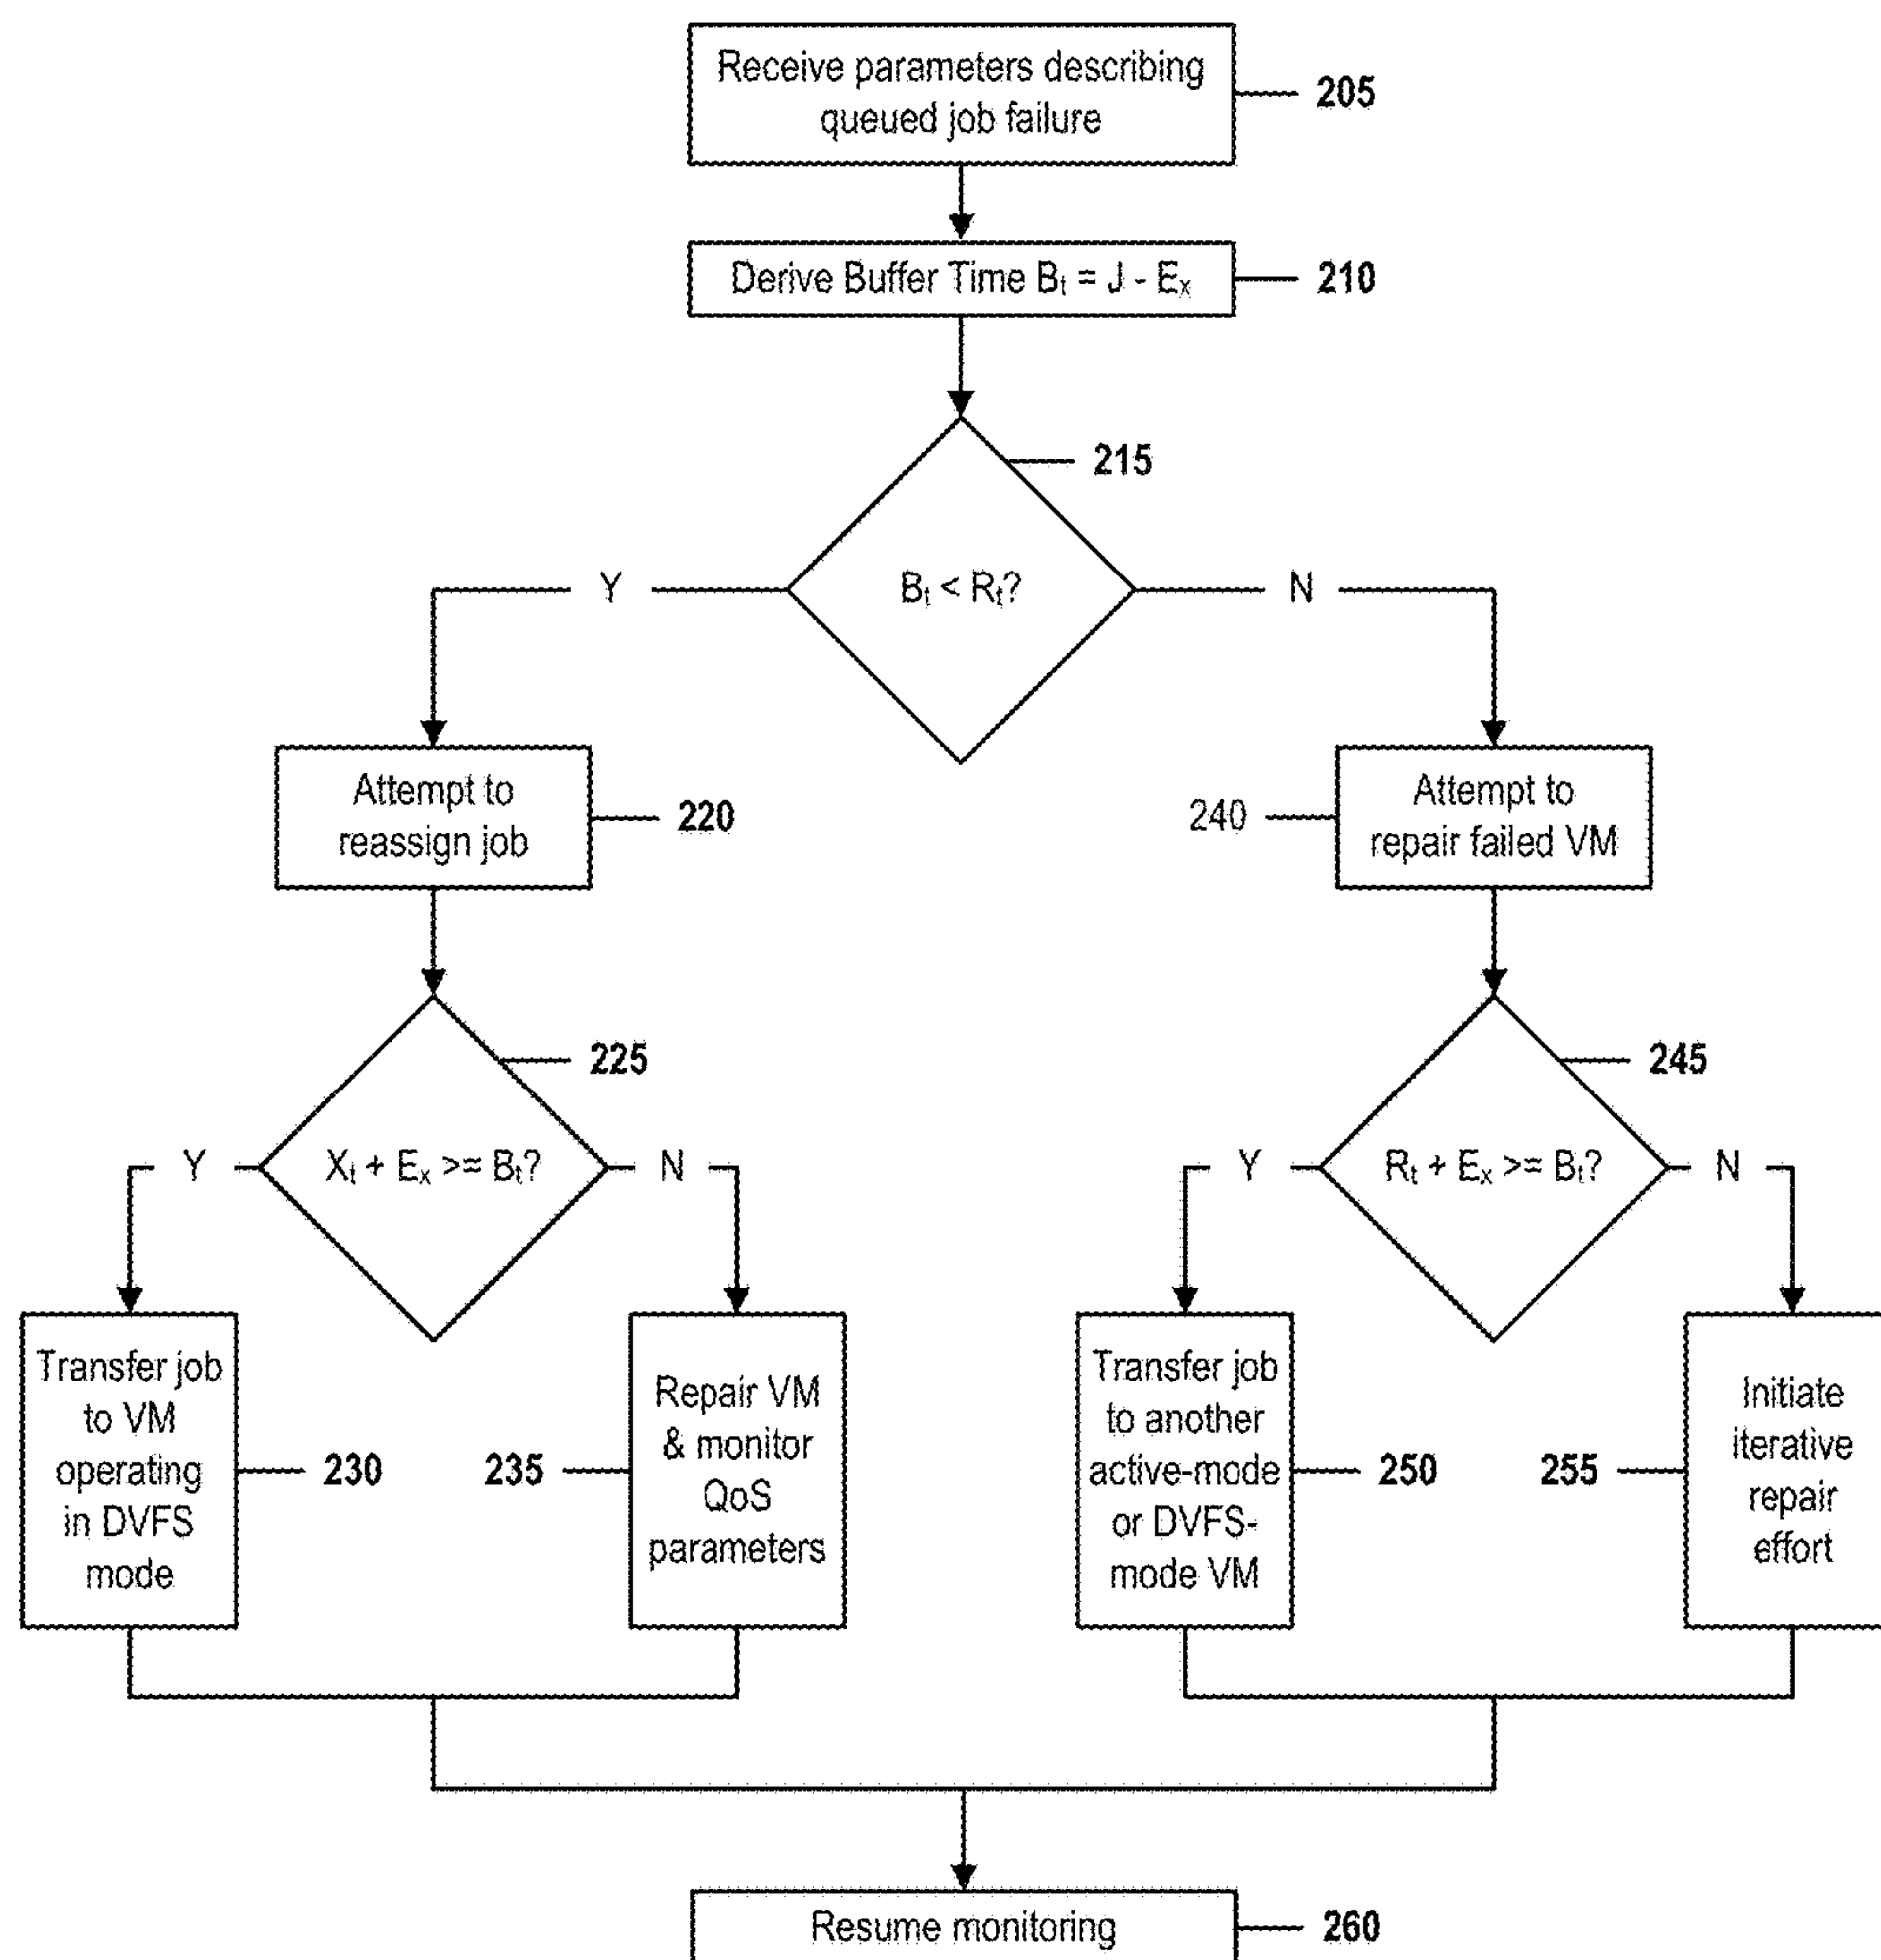 Receive parameters describing
queued job failure
205
Derive Buffer Time Bₜ = J - Eₓ
210
215
Y
Bₜ < Rₜ?
N
Attempt to
reassign job
220
240
Attempt to
repair failed VM
225
245
Y
Xₜ + Eₓ >= Bₜ?
N
Y
Rₜ + Eₓ >= Bₜ?
N
Transfer job
to VM
operating
in DVFS
mode
230
235
Repair VM
& monitor
QoS
parameters
Transfer job
to another
active-mode
or DVFS-
mode VM
250
255
Initiate
iterative
repair
effort
Resume monitoring
260